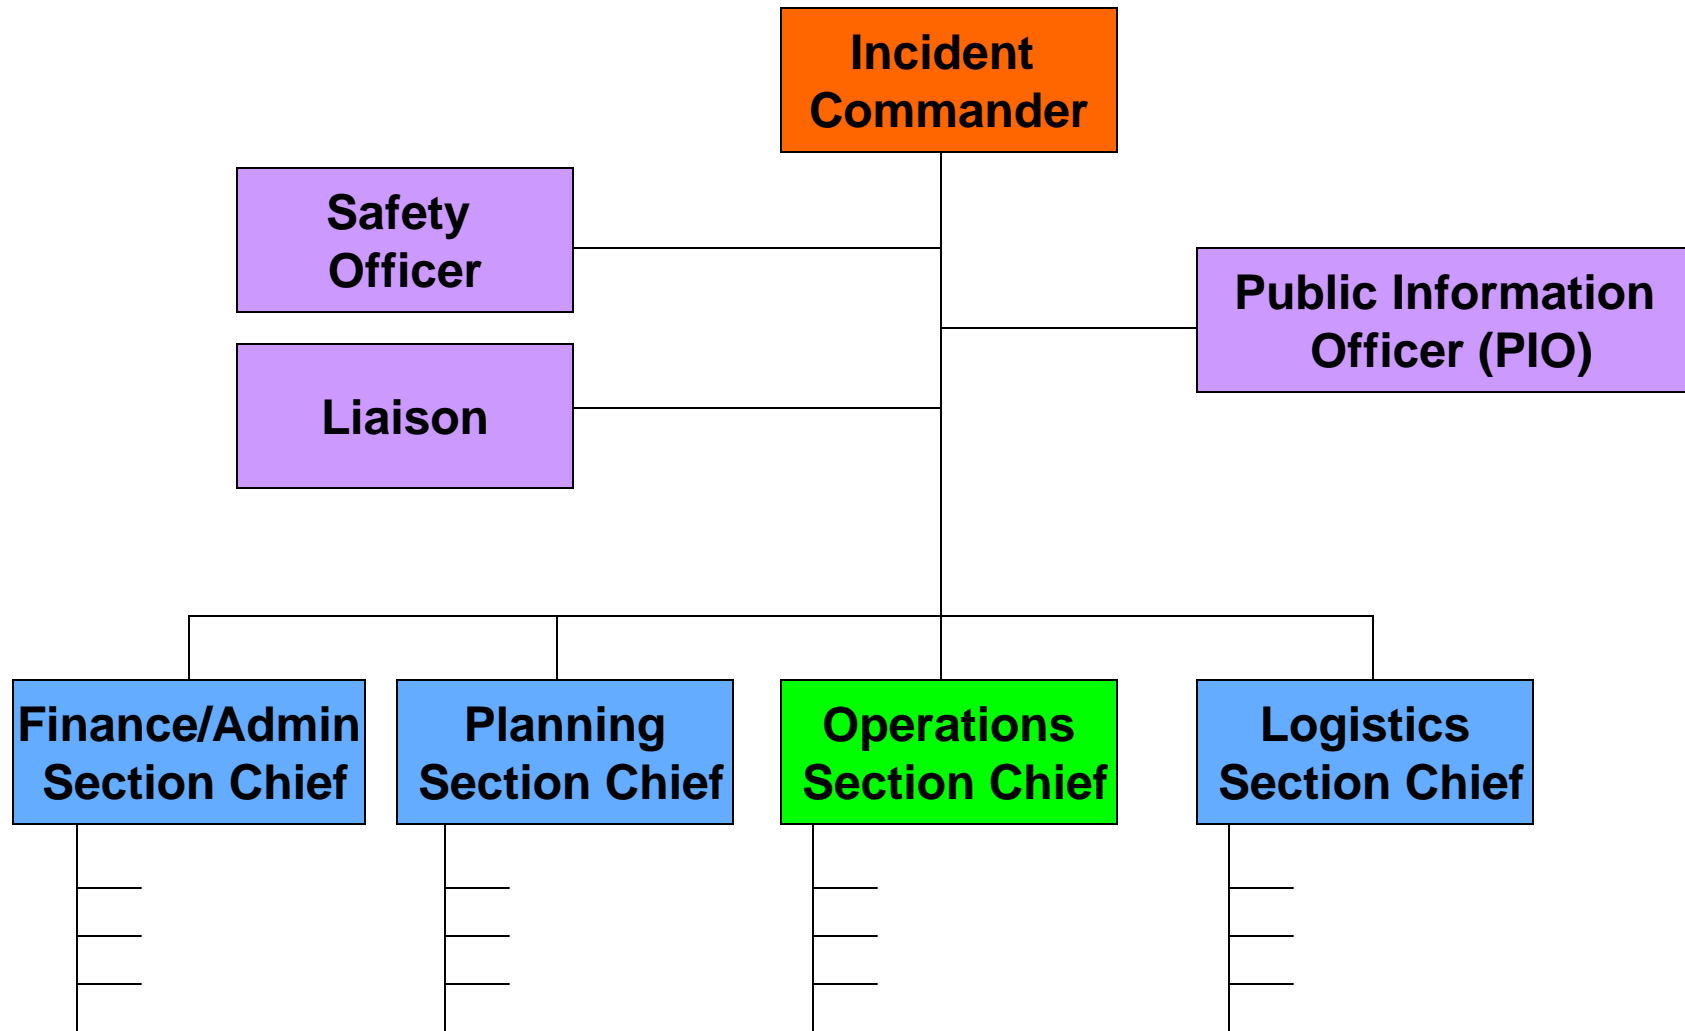 Incident
Commander
Safety
Officer
Public Information
Officer (PIO)
Liaison
Finance/Admin
Section Chief
Planning
Section Chief
Operations
Section Chief
Logistics
Section Chief